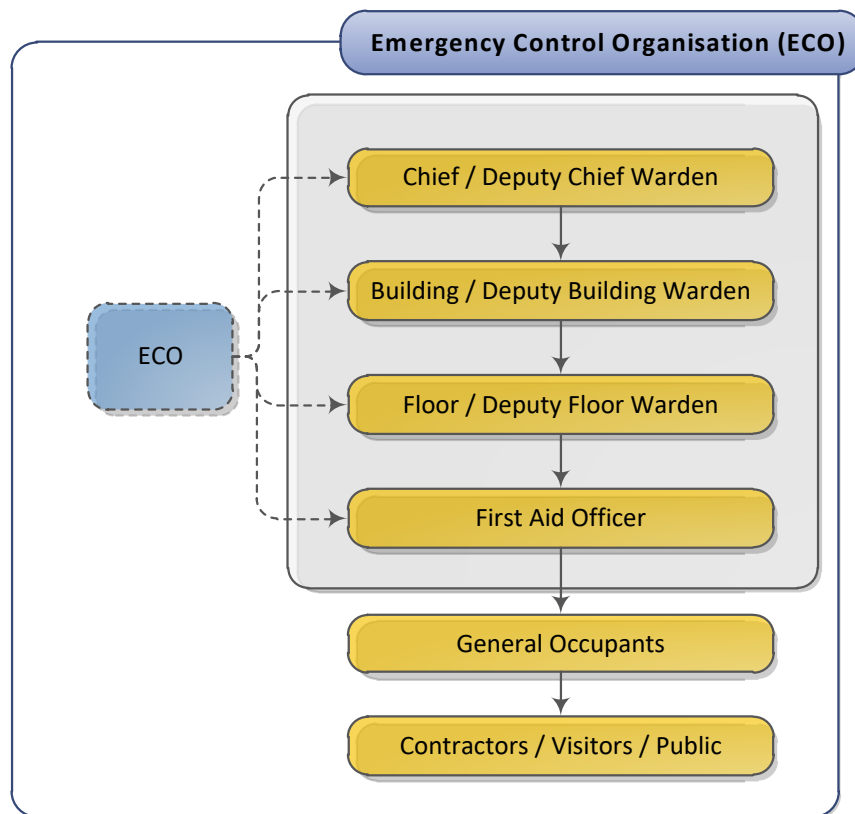 Emergency Control Organisation (ECO)
Chief / Deputy Chief Warden
Building / Deputy Building Warden
ECO
Floor / Deputy Floor Warden
First Aid Officer
General Occupants
Contractors / Visitors / Public